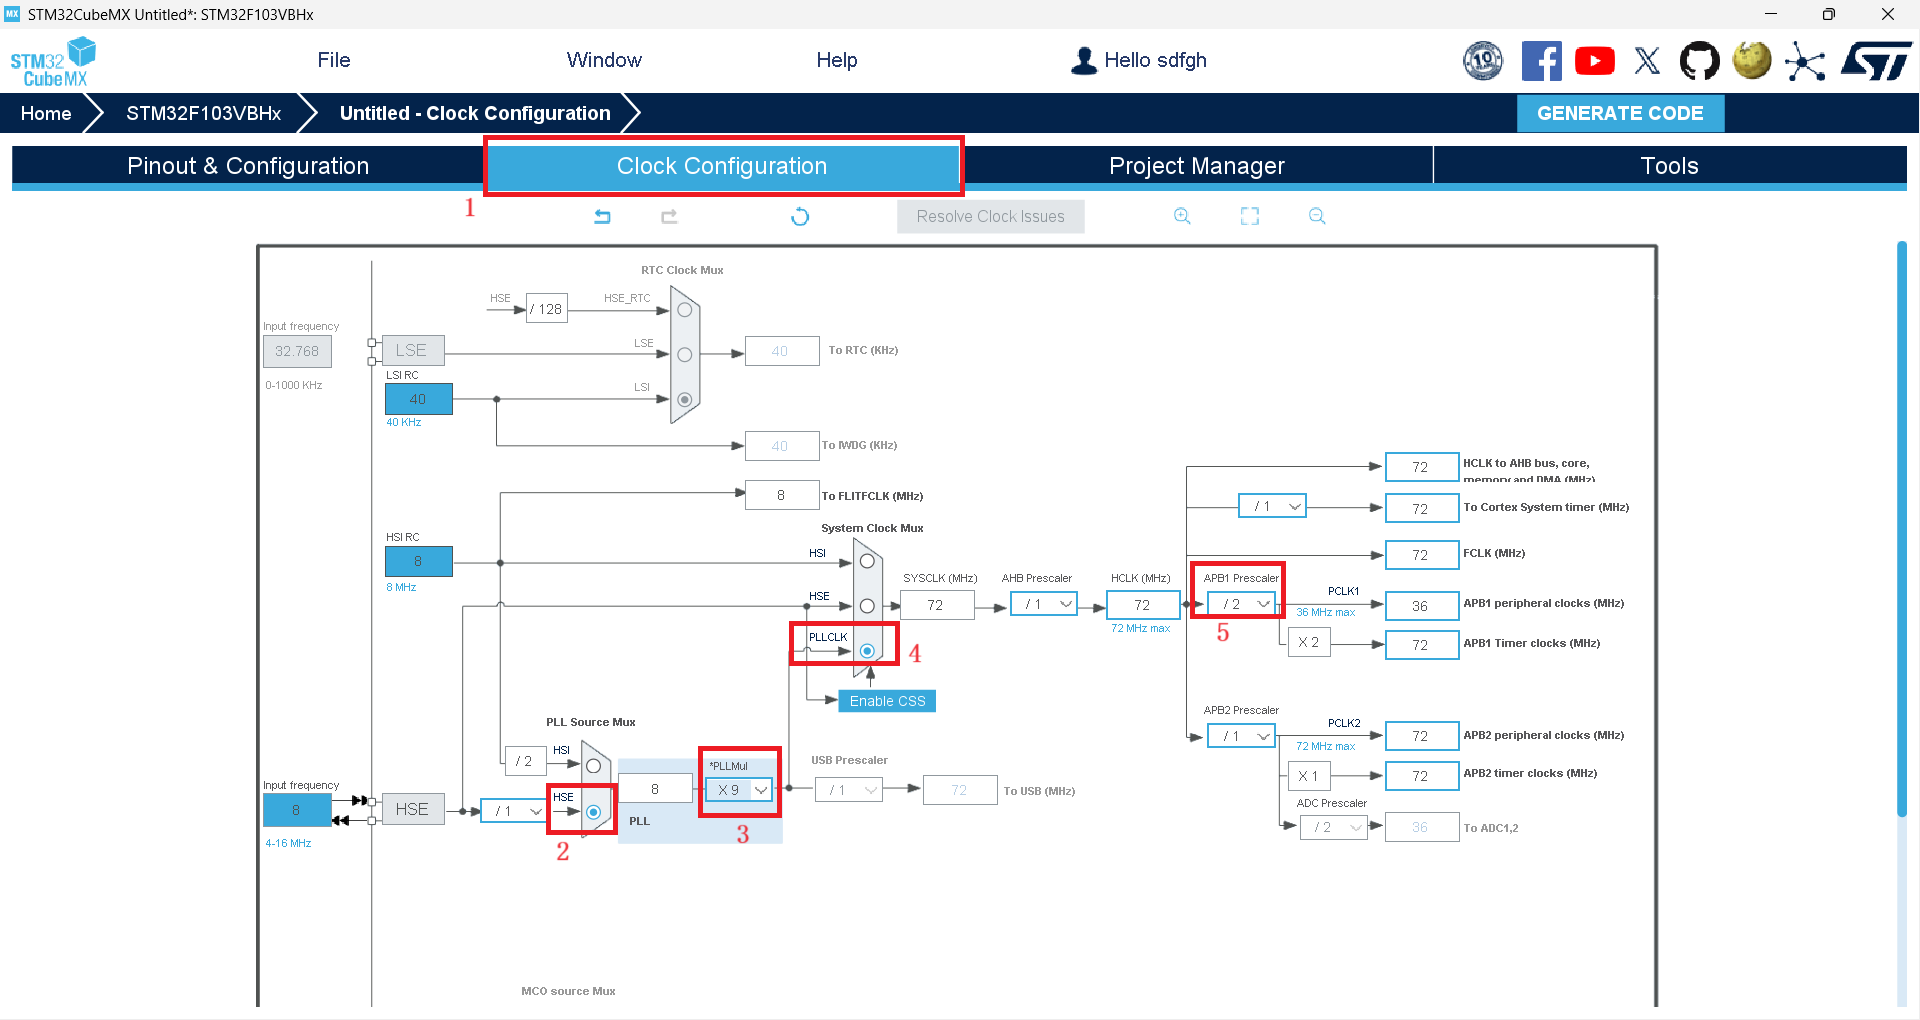 MX STM32CubeMX Untitled*: STM32F103VBHx
STM32
CubeMX
File
Window
Help
Hello sdfgh
10
ST
Home
STM32F103VBHx
Untitled - Clock Configuration
GENERATE CODE
Pinout & Configuration
Clock Configuration
Project Manager
Tools
1
Resolve Clock Issues
RTC Clock Mux
HSE
/ 128
HSE_RTC
Input frequency
32.768
0-1000 KHz
LSE
LSE
40
To RTC (KHz)
LSI RC
40
40 KHz
LSI
40
To IWDG (KHz)
8
To FLITFCLK (MHz)
System Clock Mux
HSI RC
8
8 MHz
HSI
HSE
PLLCLK
4
Enable CSS
SYSCLK (MHz)
72
AHB Prescaler
/ 1
HCLK (MHz)
72
72 MHz max
72
HCLK to AHB bus, core,
memory and DMA (MHz)
/ 1
72
To Cortex System timer (MHz)
72
FCLK (MHz)
APB1 Prescaler
/ 2
5
PCLK1
36 MHz max
36
APB1 peripheral clocks (MHz)
X 2
72
APB1 Timer clocks (MHz)
APB2 Prescaler
/ 1
PCLK2
72 MHz max
72
APB2 peripheral clocks (MHz)
X 1
72
APB2 timer clocks (MHz)
ADC Prescaler
/ 2
36
To ADC1,2
PLL Source Mux
/ 2
HSI
Input frequency
8
4-16 MHz
HSE
/ 1
HSE
2
8
PLL
*PLLMul
X 9
3
USB Prescaler
/ 1
72
To USB (MHz)
MCO source Mux